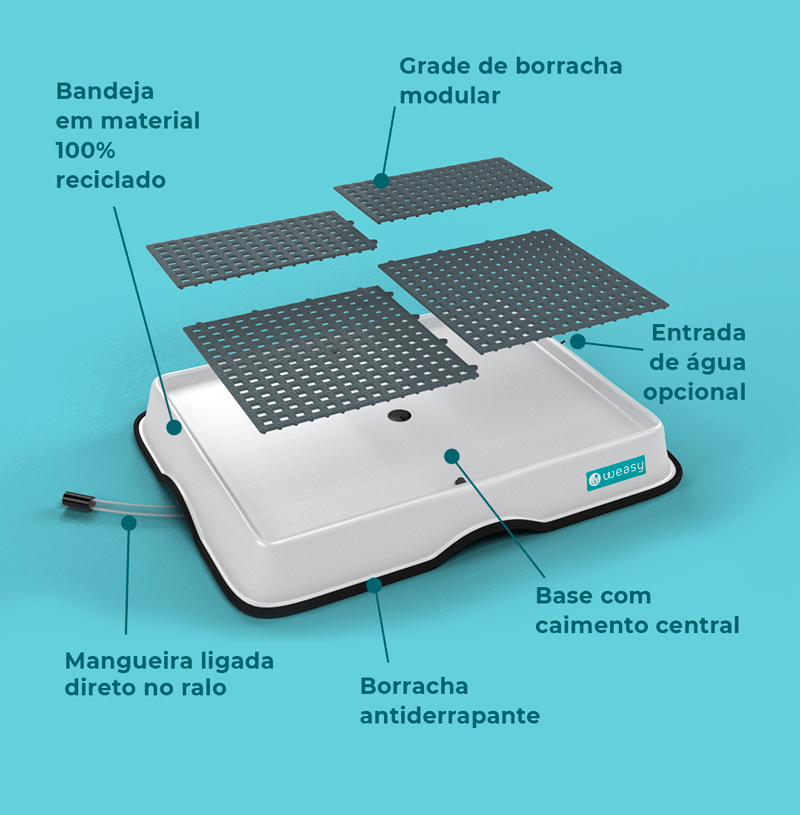 Grade de borracha
modular
Bandeja
em material
100%
reciclado
Entrada
de água
opcional
weasy
Base com
caimento central
Mangueira ligada
direto no ralo
Borracha
antiderrapante